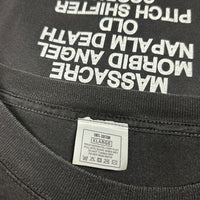 MASSACRE
MORBID ANGEL
NAPALM DEATH
OLD
PITCH SHIFTER
100% COTTON
XLARGE